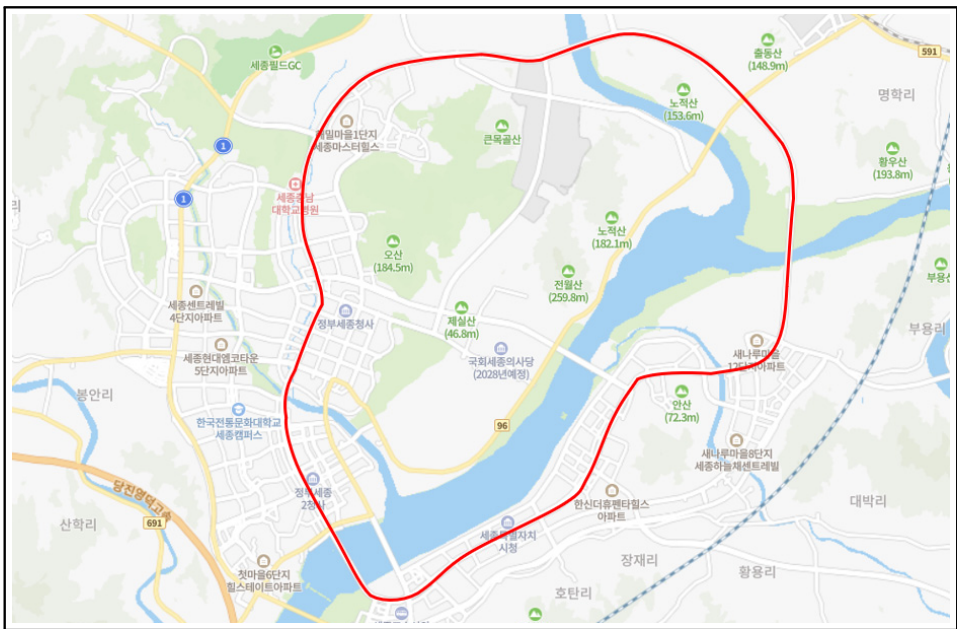 세종필드GC
출동산
(148.9m)
591
명학리
노적산
(153.6m)
큰목골산
해밀마을1단지
세종마스터힐스
1
황우산
(193.8m)
1
세종충남
대학교병원
리
노적산
(182.1m)
오산
(184.5m)
전월산
(259.8m)
부용산
세종센트레빌
4단지아파트
정부세종청사
제실산
(46.8m)
부용리
세종현대엠코타운
5단지아파트
국회세종의사당
(2028년예정)
새나루마을
12단지아파트
봉안리
안산
(72.3m)
한국전통문화대학교
세종캠퍼스
96
새나루마을8단지
세종하늘채센트레빌
정부세종
2청사
당진영덕고속
한신더휴펜타힐스
아파트
대박리
산학리
691
세종특별자치
시청
장재리
첫마을6단지
힐스테이트아파트
황용리
호탄리